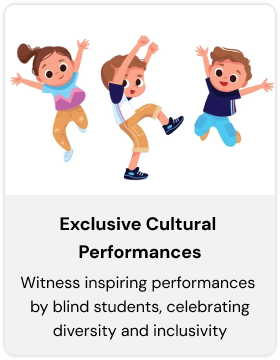 Exclusive Cultural
Performances
Witness inspiring performances
by blind students, celebrating
diversity and inclusivity